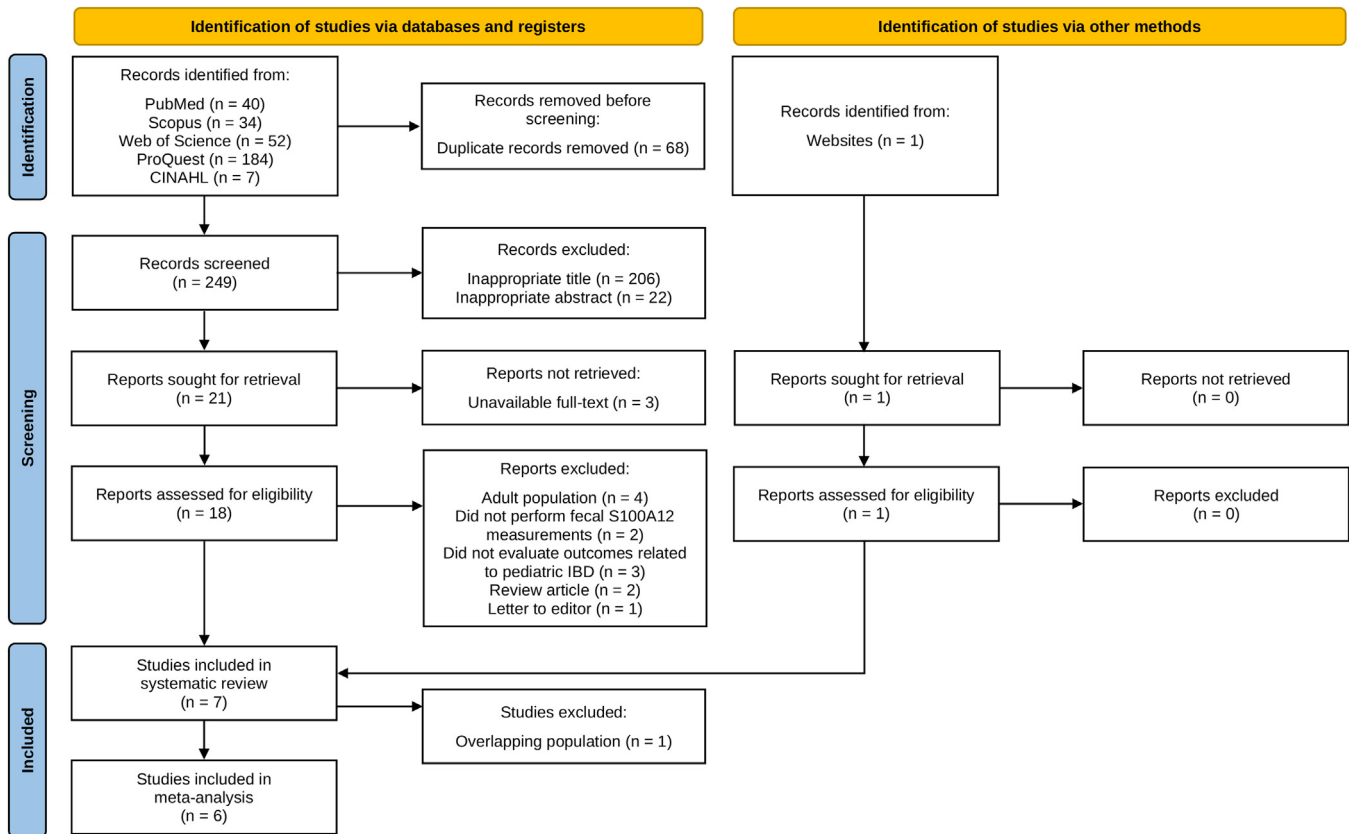 Identification of studies via databases and registers
Identification of studies via other methods
Identification
Records identified from:
PubMed (n = 40)
Scopus (n = 34)
Web of Science (n = 52)
ProQuest (n = 184)
CINAHL (n = 7)
Records removed before
screening:
Duplicate records removed (n = 68)
Records identified from:
Websites (n = 1)
Screening
Records screened
(n = 249)
Records excluded:
Inappropriate title (n = 206)
Inappropriate abstract (n = 22)
Reports sought for retrieval
(n = 21)
Reports not retrieved:
Unavailable full-text (n = 3)
Reports sought for retrieval
(n = 1)
Reports not retrieved
(n = 0)
Reports assessed for eligibility
(n = 18)
Reports excluded:
Adult population (n = 4)
Did not perform fecal S100A12
measurements (n = 2)
Did not evaluate outcomes related
to pediatric IBD (n = 3)
Review article (n = 2)
Letter to editor (n = 1)
Reports assessed for eligibility
(n = 1)
Reports excluded
(n = 0)
Included
Studies included in
systematic review
(n = 7)
Studies excluded:
Overlapping population (n = 1)
Studies included in
meta-analysis
(n = 6)